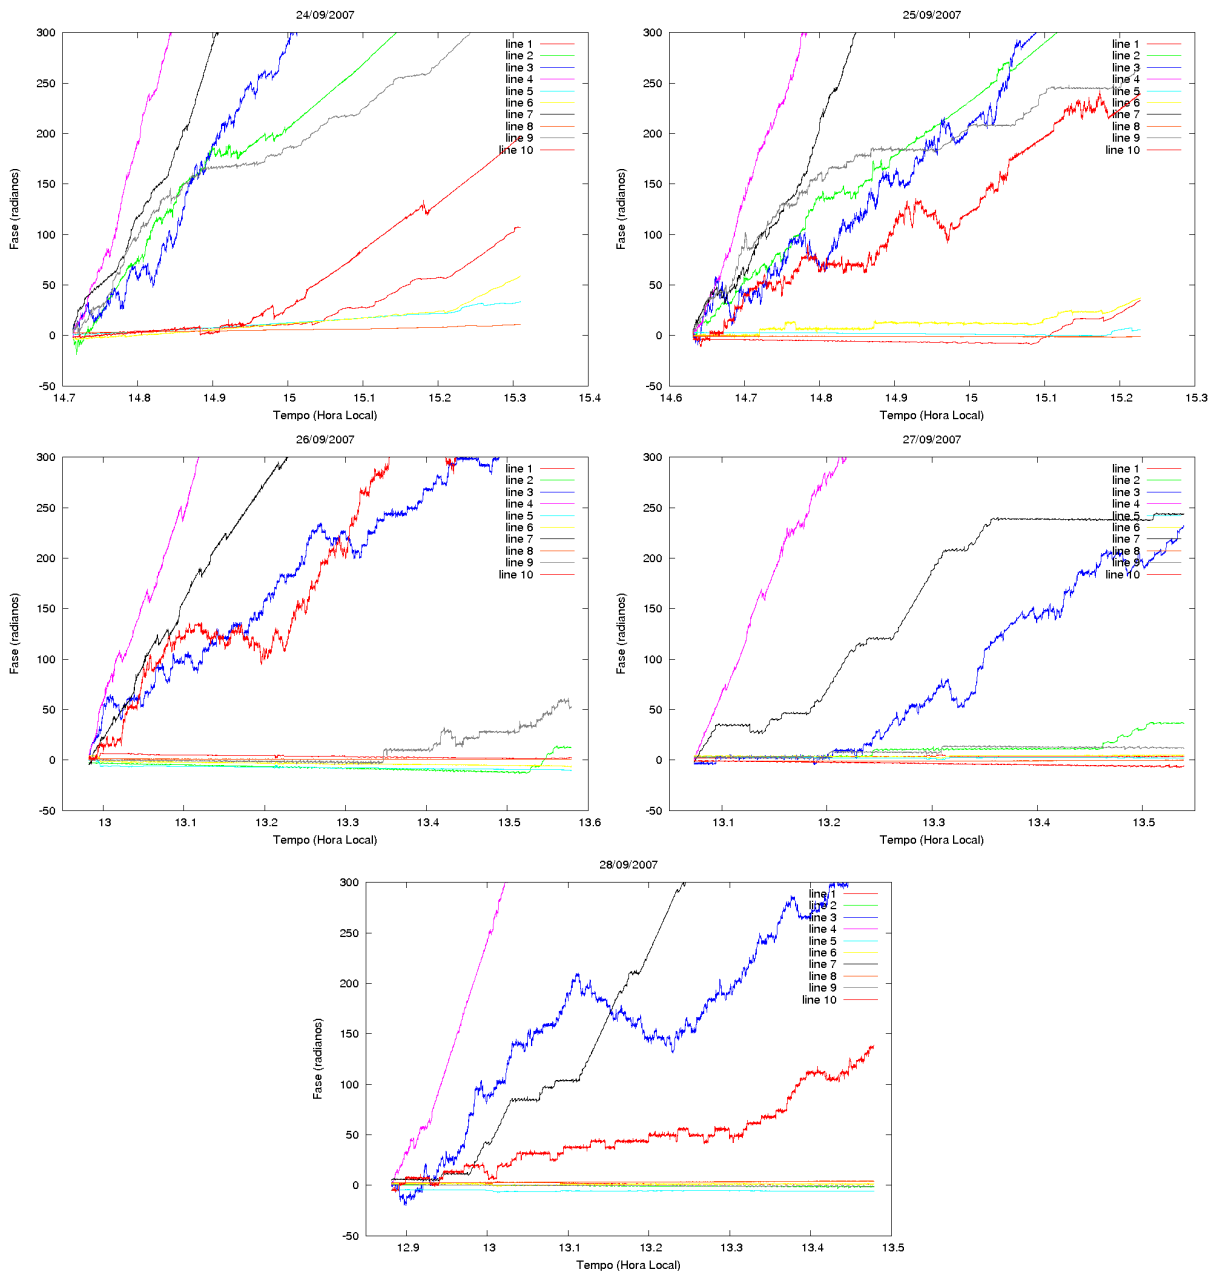 24/09/2007
300
250
200
150
100
50
0
-50
Fase (radianos)
14.7 14.8 14.9 15 15.1 15.2 15.3 15.4
Tempo (Hora Local)
line 1
line 2
line 3
line 4
line 5
line 6
line 7
line 8
line 9
line 10
25/09/2007
300
250
200
150
100
50
0
-50
Fase (radianos)
14.6 14.7 14.8 14.9 15 15.1 15.2 15.3
Tempo (Hora Local)
line 1
line 2
line 3
line 4
line 5
line 6
line 7
line 8
line 9
line 10
26/09/2007
300
250
200
150
100
50
0
-50
Fase (radianos)
13 13.1 13.2 13.3 13.4 13.5 13.6
Tempo (Hora Local)
line 1
line 2
line 3
line 4
line 5
line 6
line 7
line 8
line 9
line 10
27/09/2007
300
250
200
150
100
50
0
-50
Fase (radianos)
13.1 13.2 13.3 13.4 13.5
Tempo (Hora Local)
line 1
line 2
line 3
line 4
line 5
line 6
line 7
line 8
line 9
line 10
28/09/2007
300
250
200
150
100
50
0
-50
Fase (radianos)
12.9 13 13.1 13.2 13.3 13.4 13.5
Tempo (Hora Local)
line 1
line 2
line 3
line 4
line 5
line 6
line 7
line 8
line 9
line 10